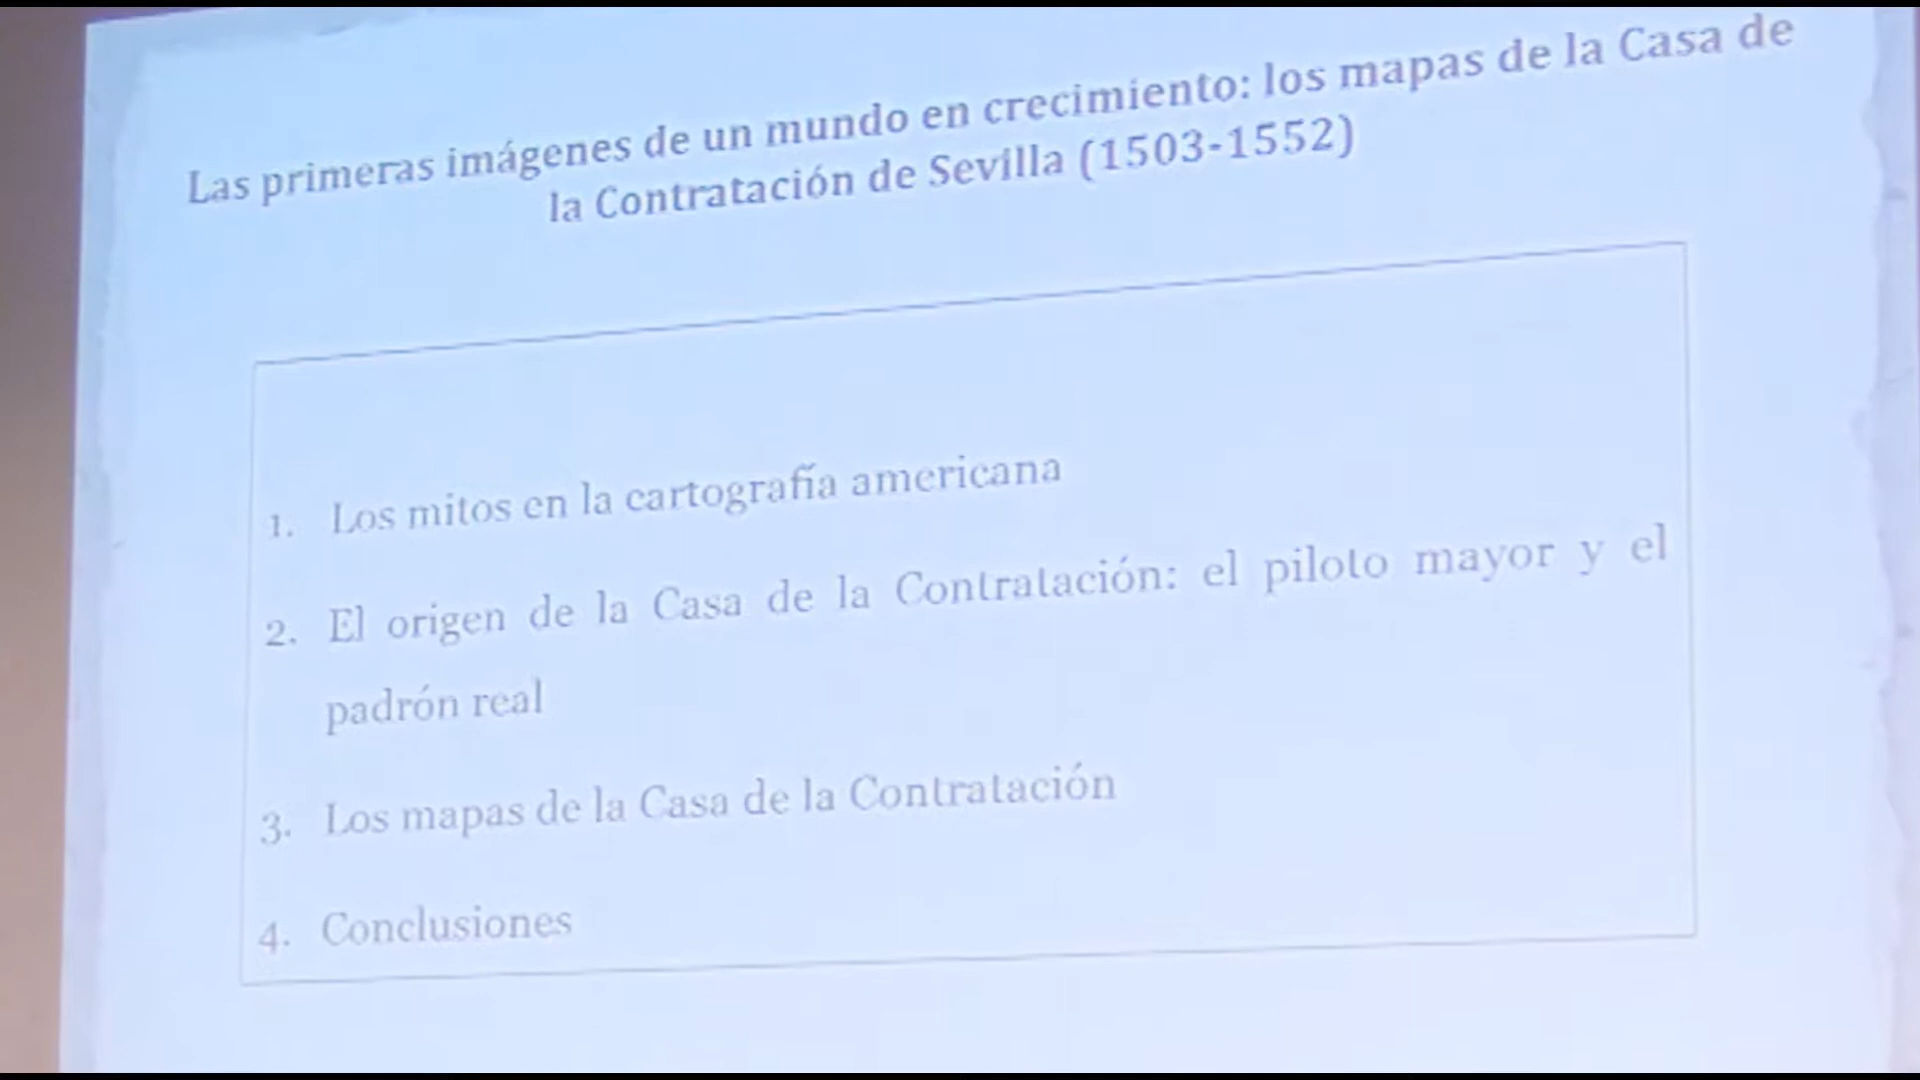 Las primeras imágenes de un mundo en crecimiento: los mapas de la Casa de
la Contratación de Sevilla (1503-1552)
1. Los mitos en la cartografía americana
2. El origen de la Casa de la Contratación: el piloto mayor y el
padrón real
3. Los mapas de la Casa de la Contratación
4. Conclusiones